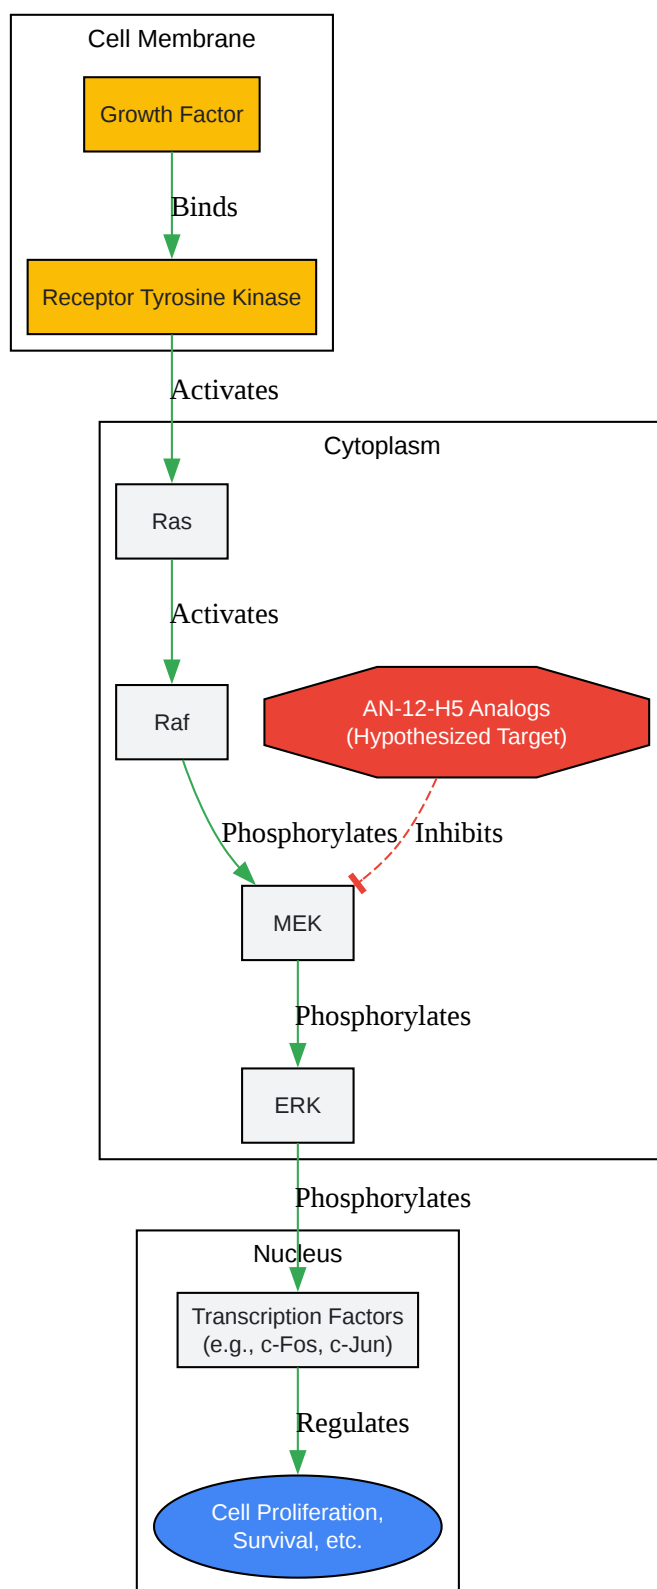 Cell Membrane
Growth Factor
Binds
Receptor Tyrosine Kinase
Activates
Cytoplasm
Ras
Activates
Raf
AN-12-H5 Analogs
(Hypothesized Target)
Phosphorylates
Inhibits
MEK
Phosphorylates
ERK
Phosphorylates
Nucleus
Transcription Factors
(e.g., c-Fos, c-Jun)
Regulates
Cell Proliferation,
Survival, etc.